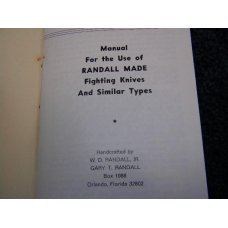 Manual
For the Use of
RANDALL MADE
Fighting Knives
And Similar Types
Handcrafted by
W. D. RANDALL, JR.
GARY T. RANDALL
Box 1988
Orlando, Florida 32802